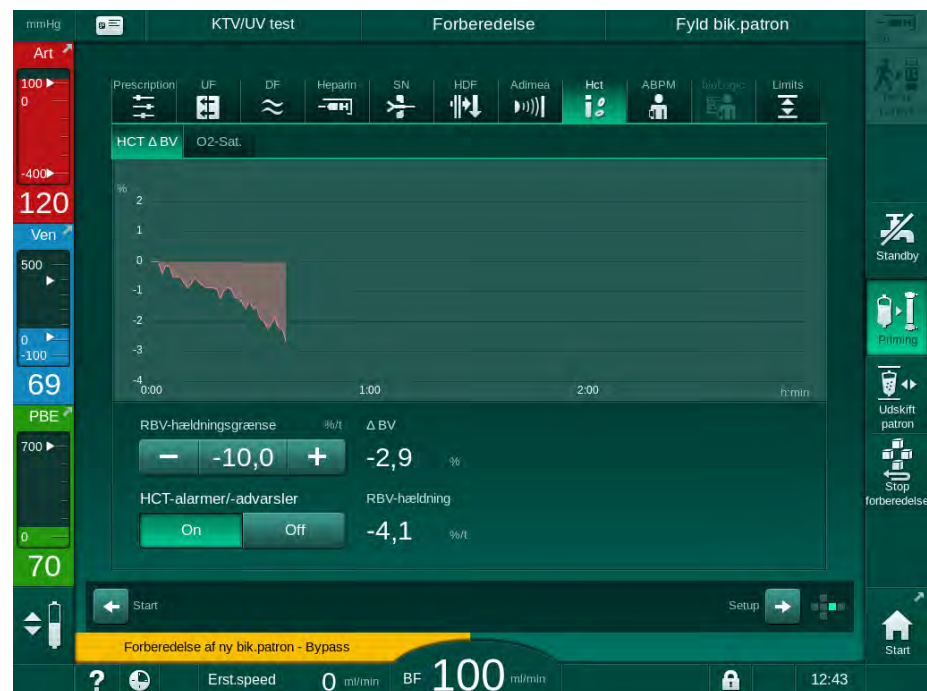 mmHg
KTV/UV test
Forberedelse
Fyld bik.patron
Art
100
0
-400
120
Ven
500
0
-100
69
PBE
700
0
70
Prescription
UF
DF
Heparin
SN
HDF
Adimea
Hct
ABPM
bioLogic
Limits
HCT Δ BV
O2-Sat.
%
2
1
0
-1
-2
-3
-4
0:00
1:00
2:00
h:min
RBV-hældningsgrænse
%/t
Δ BV
-10,0
-2,9
%
HCT-alarmer/-advarsler
RBV-hældning
On
Off
-4,1
%/t
Start
Setup
Forberedelse af ny bik.patron - Bypass
Erst.speed
0 ml/min
BF 100 ml/min
12:43
Standby
Priming
Udskift
patron
Stop
forberedelse
Start